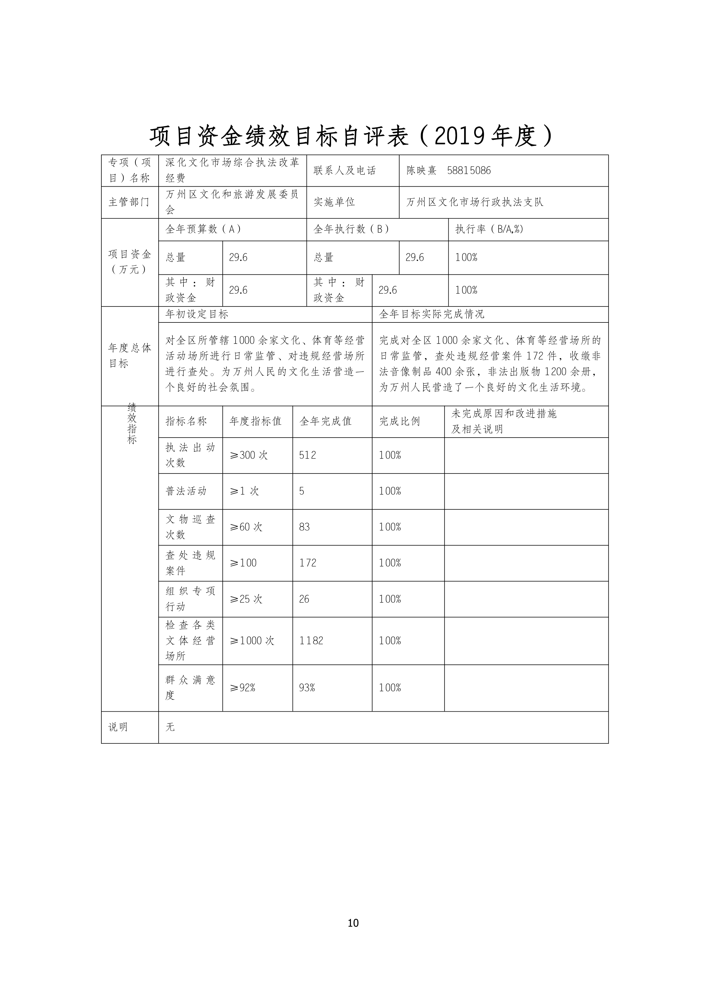 项目资金绩效目标自评表（2019年度）
专项（项
目）名称
深化文化市场综合执法改革
经费
联系人及电话
陈映熹 58815086
主管部门
万州区文化和旅游发展委员
会
实施单位
万州区文化市场行政执法支队
项目资金
（万元）
全年预算数（A）
全年执行数（B）
执行率（B/A,%)
总量
29.6
总量
29.6
100%
其中：财
政资金
29.6
其中：财
政资金
29.6
100%
年度总体
目标
年初设定目标
全年目标实际完成情况
对全区所管辖1000余家文化、体育等经营
活动场所进行日常监管、对违规经营场所
进行查处。为万州人民的文化生活营造一
个良好的社会氛围。
完成对全区1000余家文化、体育等经营场所的
日常监管，查处违规经营案件172件，收缴非
法音像制品400余张，非法出版物1200余册，
为万州人民营造了一个良好的文化生活环境。
绩
效
指
标
指标名称
年度指标值
全年完成值
完成比例
未完成原因和改进措施
及相关说明
执法出动
次数
≥300次
512
100%
普法活动
≥1次
5
100%
文物巡查
次数
≥60次
83
100%
查处违规
案件
≥100
172
100%
组织专项
行动
≥25次
26
100%
检查各类
文体经营
场所
≥1000次
1182
100%
群众满意
度
≥92%
93%
100%
说明
无
10